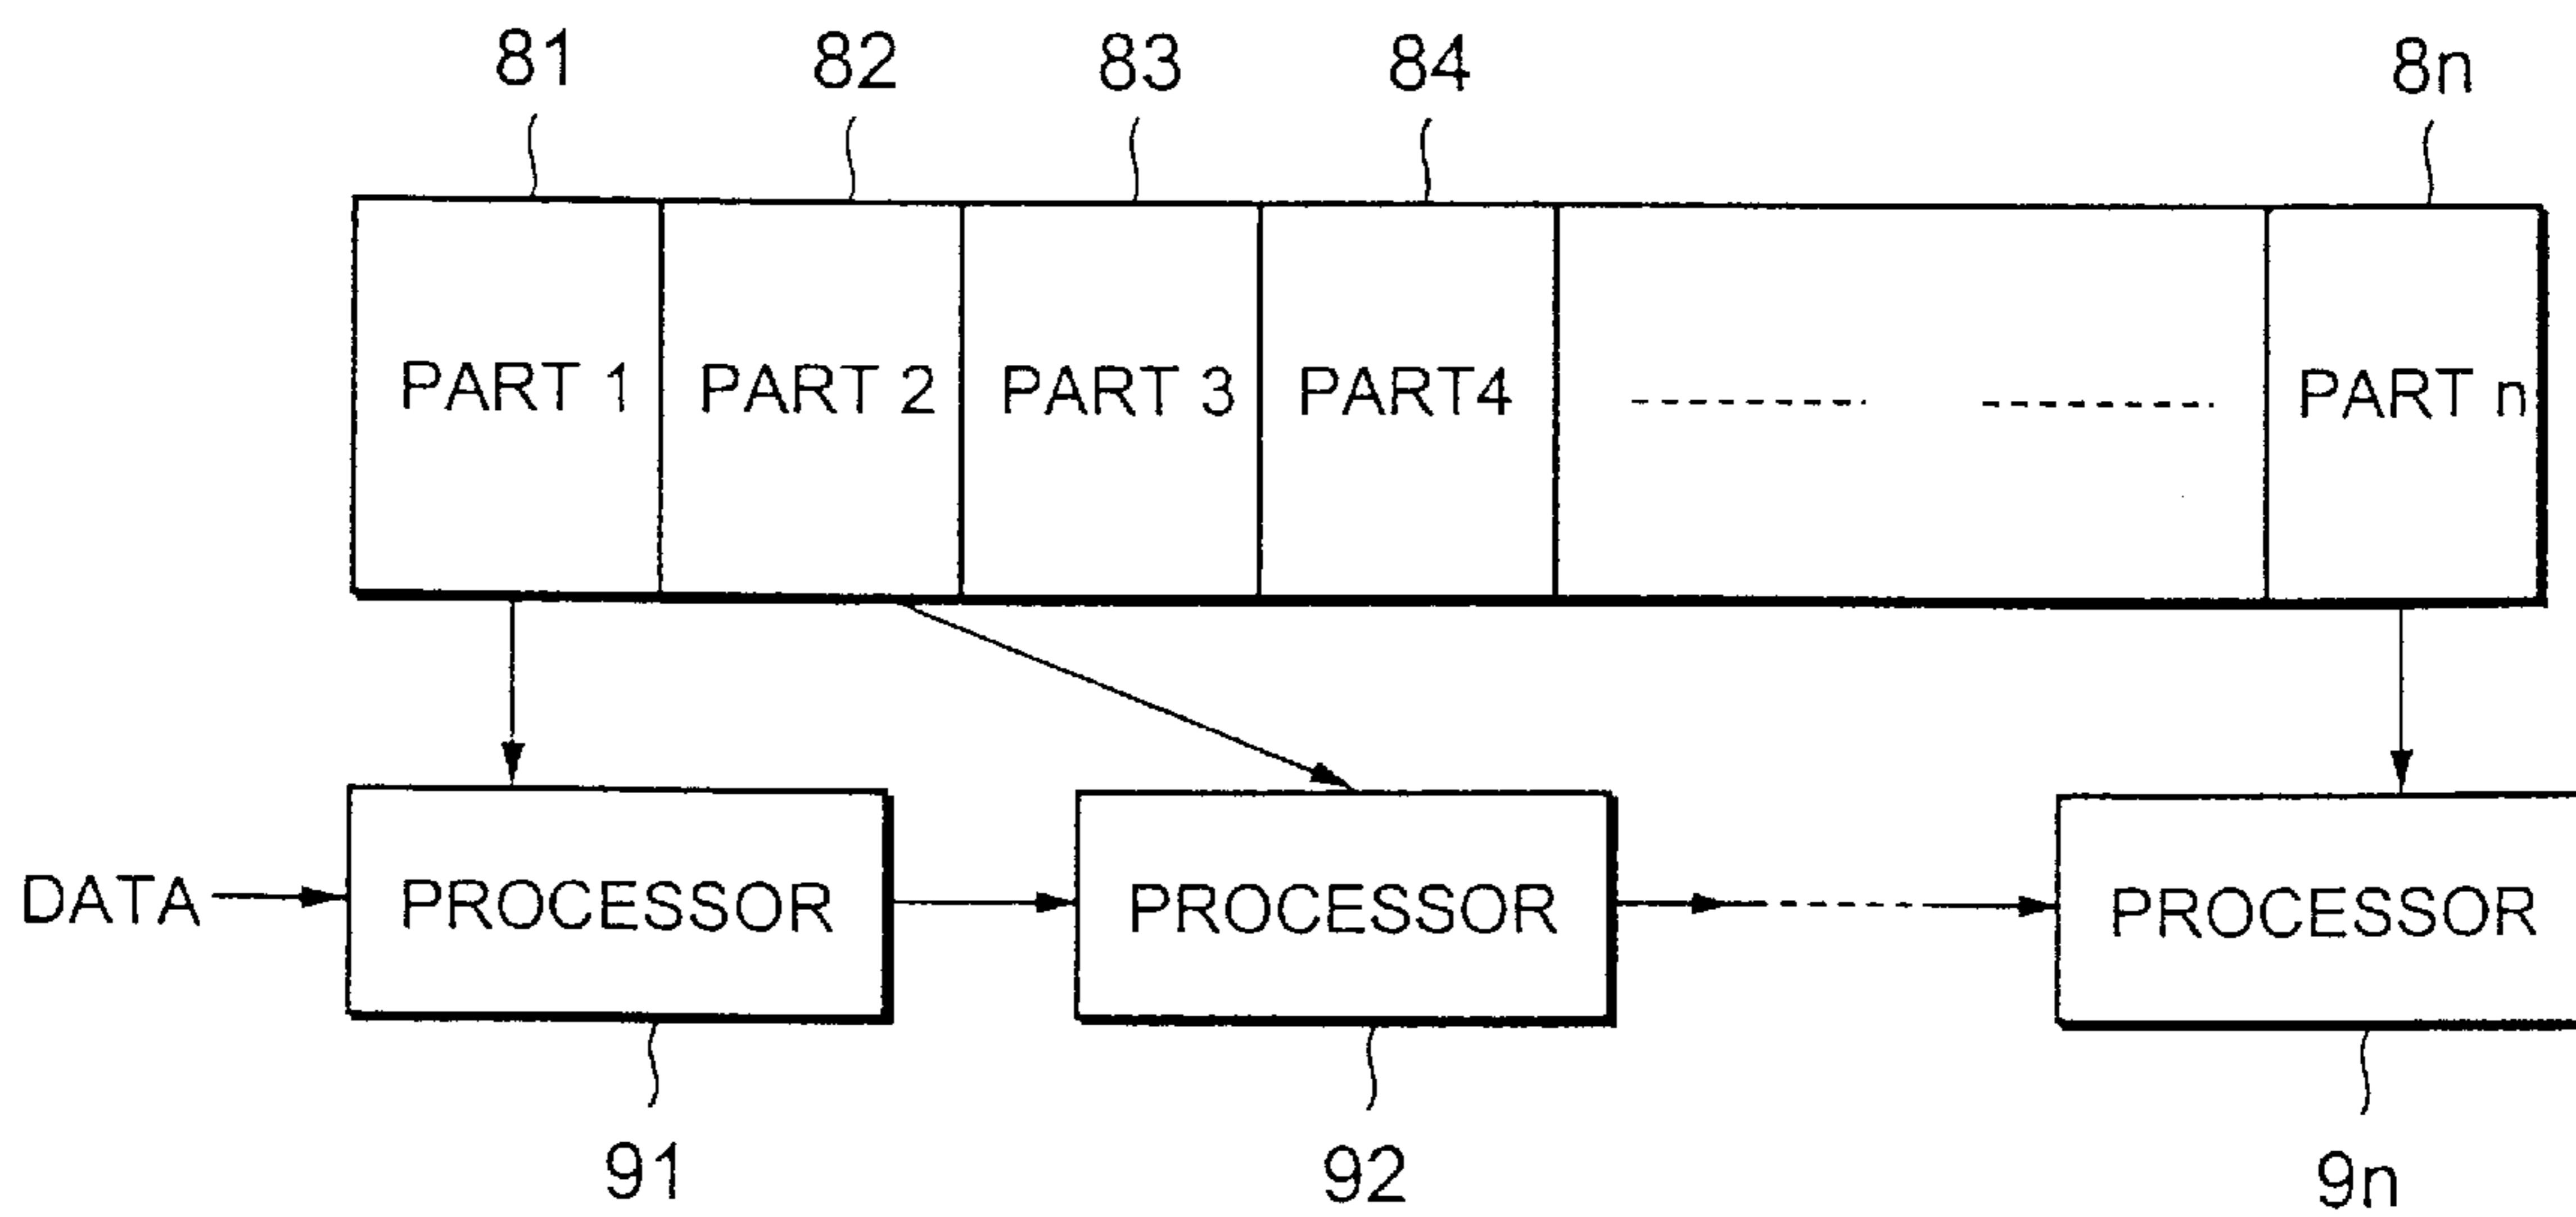 81 82 83 84 8n
PART 1 PART 2 PART 3 PART4 PART n
DATA PROCESSOR PROCESSOR PROCESSOR
91 92 9n